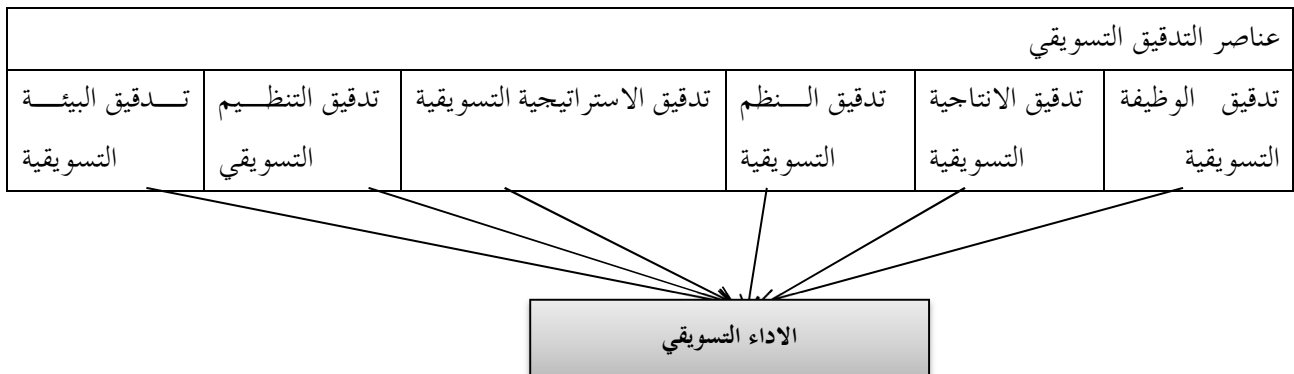 عناصر التدقيق التسويقي
تدقيق الوظيفة
التسويقية
تدقيق الانتاجية
التسويقية
تدقيق النظم
التسويقية
تدقيق الاستراتيجية التسويقية
تدقيق التنظيم
التسويقي
تدقيق البيئة
التسويقية
الاداء التسويقي